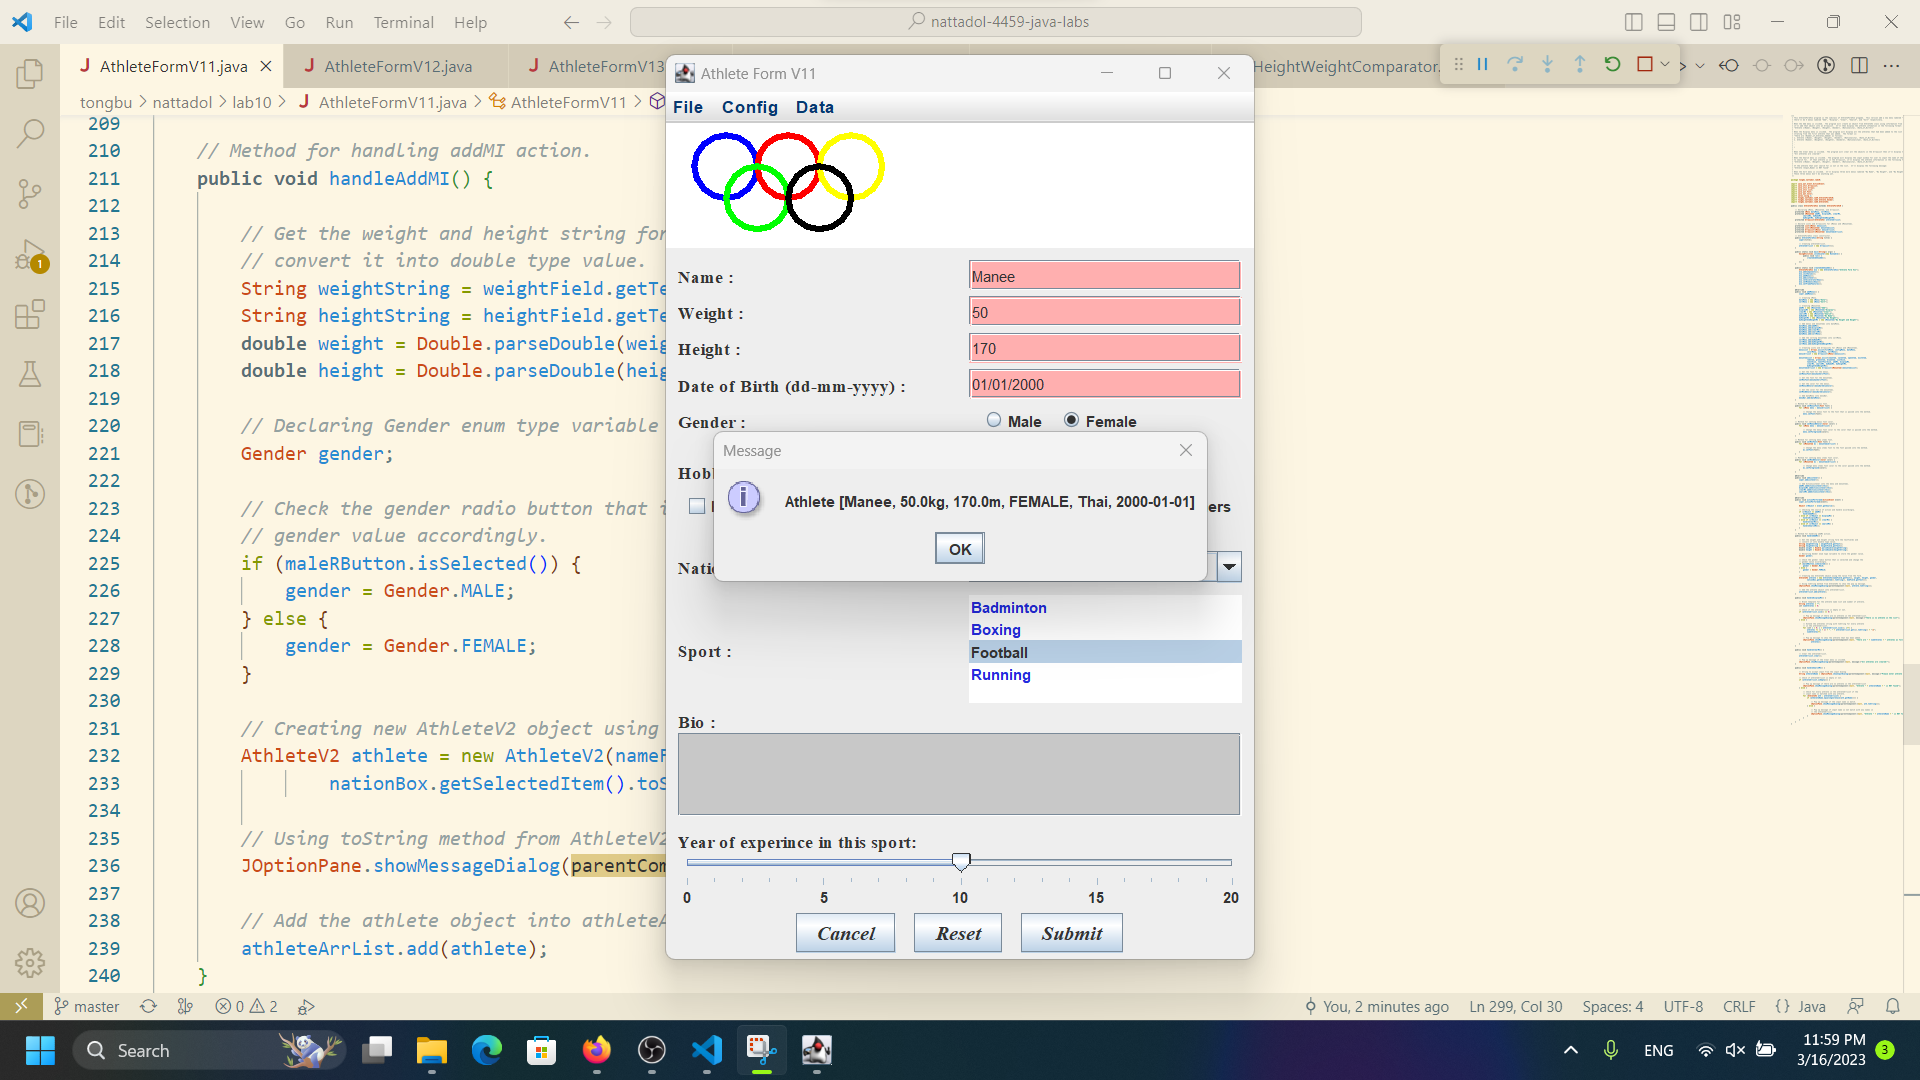 File Edit Selection View Go Run Terminal Help
nattadol-4459-java-labs
AthleteFormV11.java
AthleteFormV12.java
AthleteFormV13
HeightWeightComparator.
tongbu > nattadol > lab10 > AthleteFormV11.java > AthleteFormV11 >
209
210 // Method for handling addMI action.
211 public void handleAddMI() {
212
213 // Get the weight and height string for
214 // convert it into double type value.
215 String weightString = weightField.getTe
216 String heightString = heightField.getTe
217 double weight = Double.parseDouble(weig
218 double height = Double.parseDouble(heig
219
220 // Declaring Gender enum type variable
221 Gender gender;
222
223 // Check the gender radio button that i
224 // gender value accordingly.
225 if (maleRButton.isSelected()) {
226 gender = Gender.MALE;
227 } else {
228 gender = Gender.FEMALE;
229 }
230
231 // Creating new AthleteV2 object using
232 AthleteV2 athlete = new AthleteV2(nameF
233 nationBox.getSelectedItem().toS
234
235 // Using toString method from AthleteV2
236 JOptionPane.showMessageDialog(parentCom
237
238 // Add the athlete object into athleteA
239 athleteArrList.add(athlete);
240 }
Athlete Form V11
File Config Data
Name : Manee
Weight : 50
Height : 170
Date of Birth (dd-mm-yyyy) : 01/01/2000
Gender : Male Female
Message
Athlete [Manee, 50.0kg, 170.0m, FEMALE, Thai, 2000-01-01]
OK
Badminton
Boxing
Sport : Football
Running
Bio :
Year of experince in this sport:
0 5 10 15 20
Cancel Reset Submit
1
master 0 2 You, 2 minutes ago Ln 299, Col 30 Spaces: 4 UTF-8 CRLF {} Java
Search
ENG
11:59 PM
3/16/2023
3